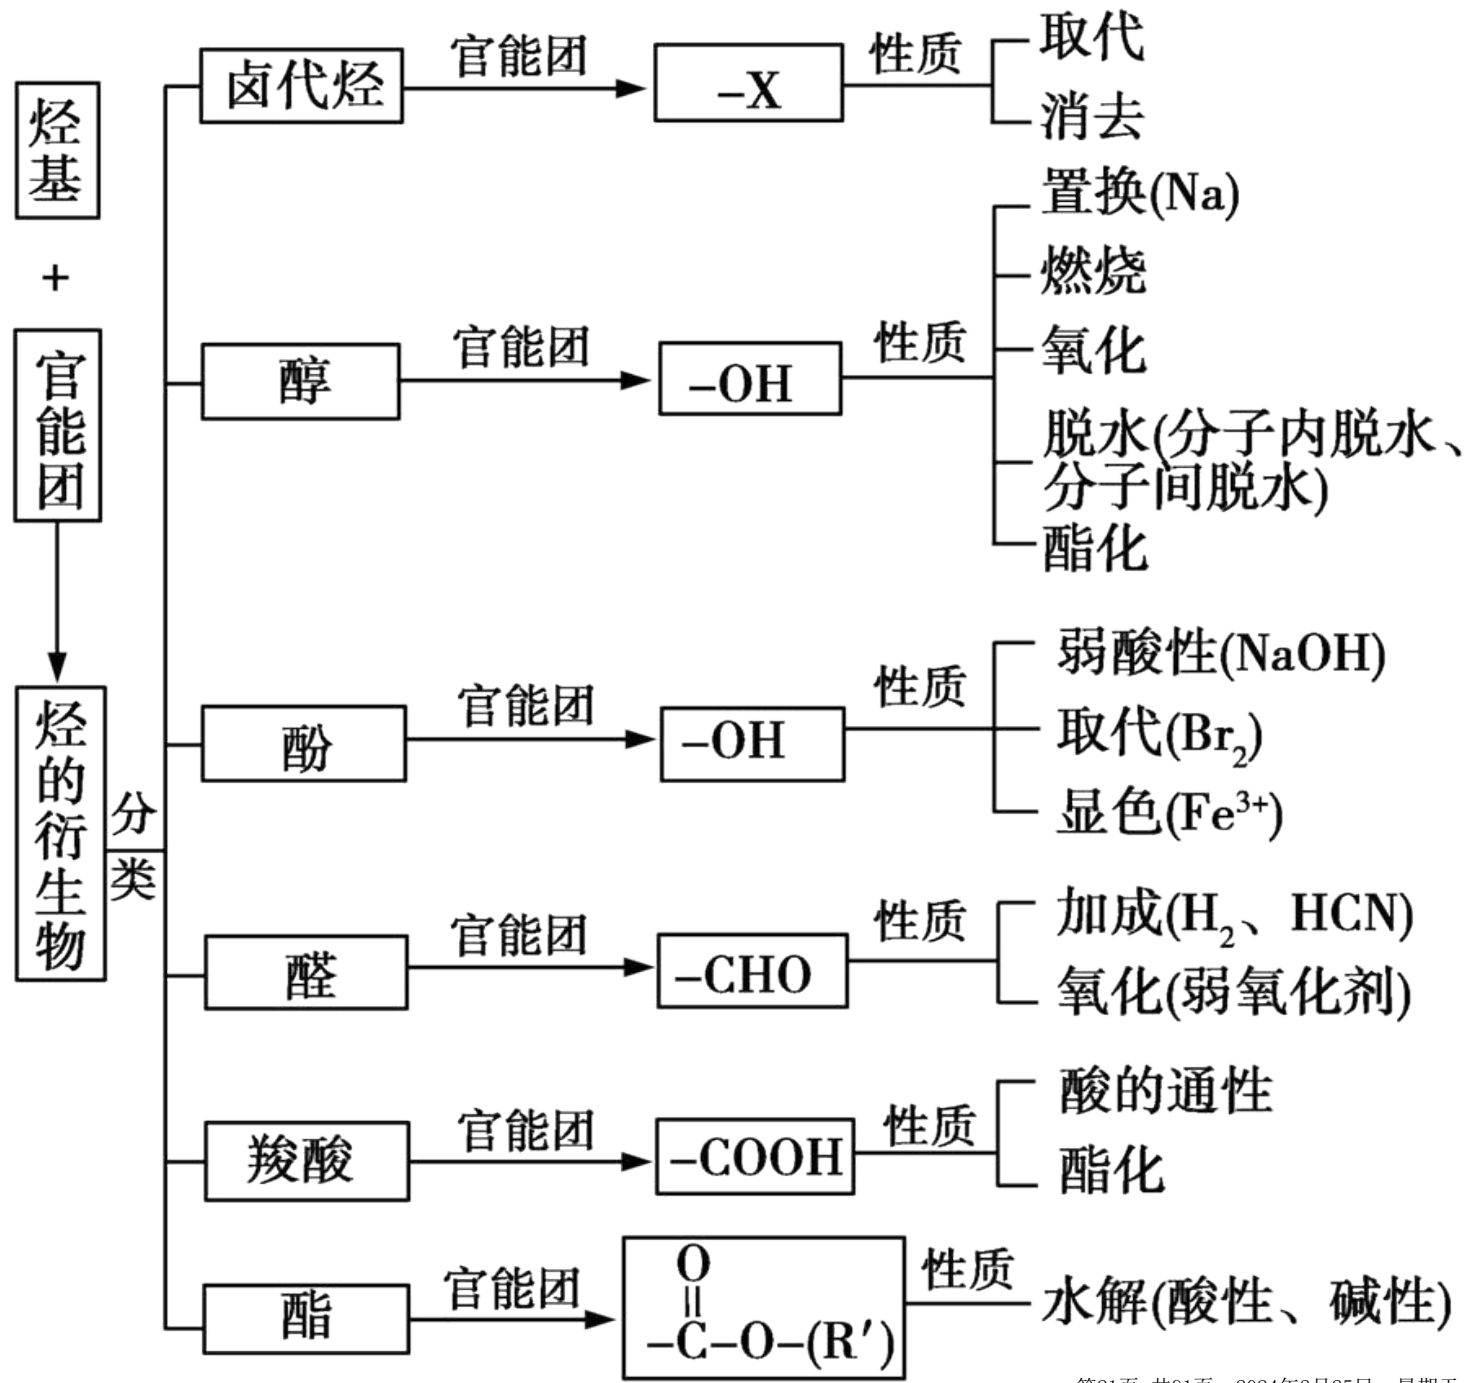 烃基
+
官能团
烃的衍生物
分类
卤代烃
官能团
–X
性质
取代
消去
醇
官能团
–OH
性质
置换(Na)
燃烧
氧化
脱水(分子内脱水、
分子间脱水)
酯化
酚
官能团
–OH
性质
弱酸性(NaOH)
取代(Br₂)
显色(Fe³⁺)
醛
官能团
–CHO
性质
加成(H₂、HCN)
氧化(弱氧化剂)
羧酸
官能团
–COOH
性质
酸的通性
酯化
酯
官能团
O
||
–C–O–(R′)
性质
水解(酸性、碱性)